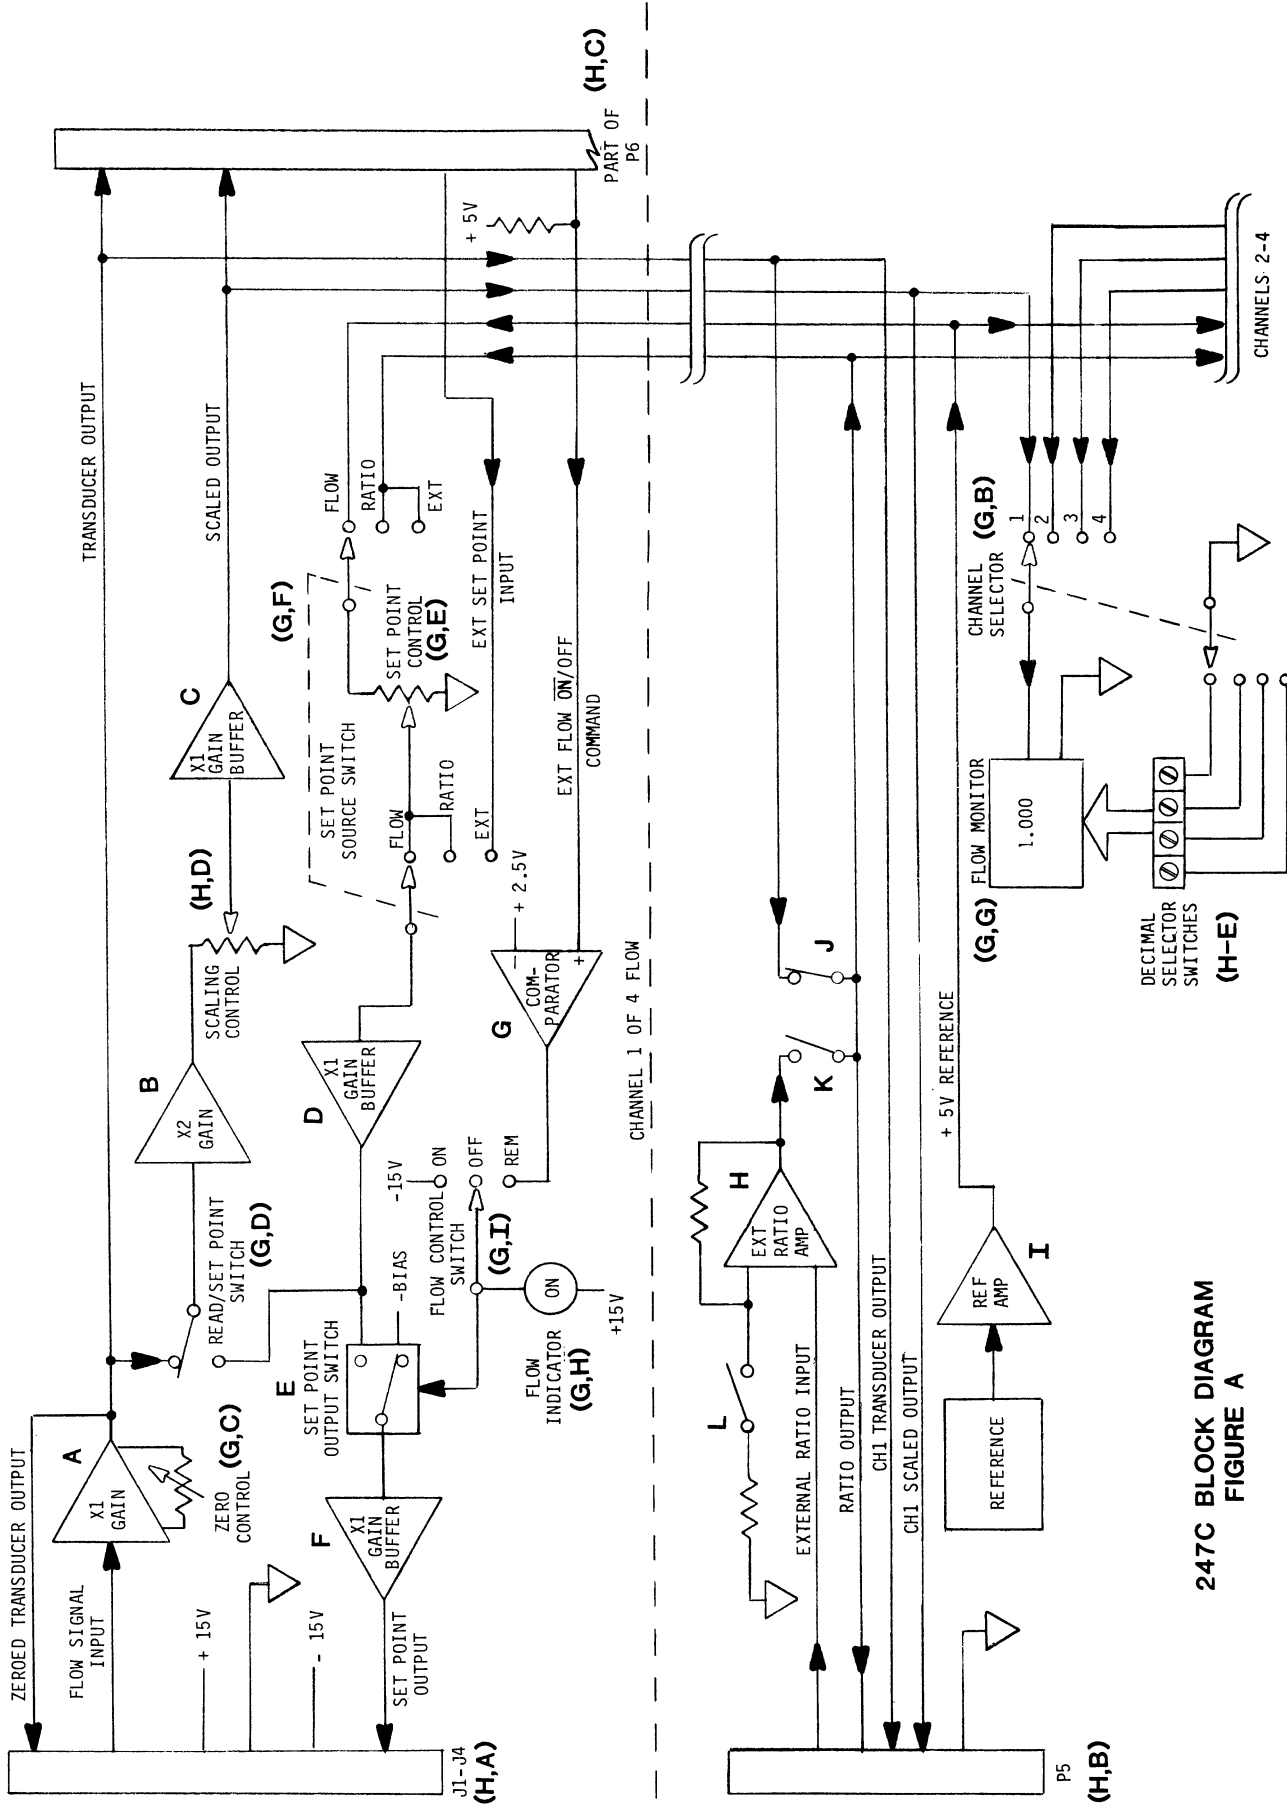 ZEROED TRANSDUCER OUTPUT
FLOW SIGNAL
INPUT
+ 15V
- 15V
SET POINT
OUTPUT
J1-J4
(H,A)
A
X1
GAIN
ZERO
CONTROL
(G,C)
READ/SET POINT
SWITCH
(G,D)
B
X2
GAIN
SCALING
CONTROL
(H,D)
C
X1
GAIN
BUFFER
TRANSDUCER OUTPUT
SCALED OUTPUT
F
X1
GAIN
BUFFER
E
SET POINT
OUTPUT SWITCH
-BIAS
D
X1
GAIN
BUFFER
SET POINT
SOURCE SWITCH
(G,F)
FLOW
RATIO
EXT
SET POINT
CONTROL
(G,E)
FLOW
RATIO
EXT
EXT SET POINT
INPUT
EXT FLOW ON/OFF
COMMAND
+ 5V
PART OF
P6
(H,C)
FLOW
INDICATOR
(G,H)
ON
+15V
FLOW CONTROL
SWITCH
(G,I)
-15V
ON
OFF
REM
G
COM-
PARATOR
-
+
+ 2.5V
CHANNEL 1 OF 4 FLOW
L
H
EXT
RATIO
AMP
K
J
EXTERNAL RATIO INPUT
RATIO OUTPUT
CH1 TRANSDUCER OUTPUT
CH1 SCALED OUTPUT
P5
(H,B)
REFERENCE
REF
AMP
I
+ 5V REFERENCE
(G,G)
FLOW MONITOR
1.000
CHANNEL
SELECTOR
(G,B)
1
2
3
4
DECIMAL
SELECTOR
SWITCHES
(H-E)
CHANNELS 2-4
247C BLOCK DIAGRAM
FIGURE A